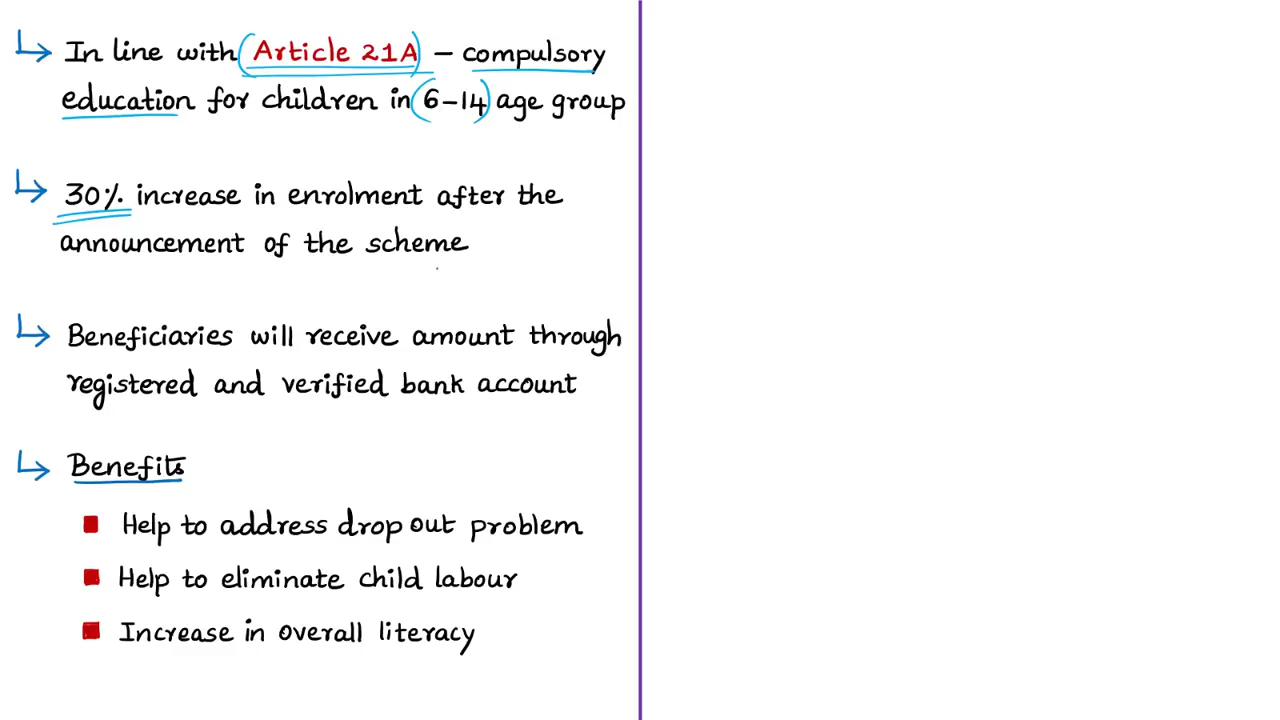 In line with Article 21A – compulsory
education for children in 6–14 age group
30% increase in enrolment after the
announcement of the scheme
Beneficiaries will receive amount through
registered and verified bank account
Benefits
Help to address drop out problem
Help to eliminate child labour
Increase in overall literacy